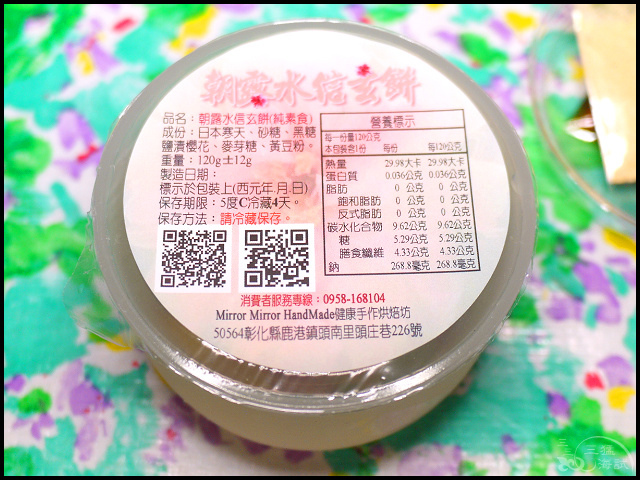 朝露水信玄餅
品名：朝露水信玄餅(純素食)
成份：日本寒天、砂糖、黑糖
鹽漬櫻花、麥芽糖、黃豆粉。
重量：120g±12g
製造日期：
標示於包裝上(西元年.月.日)
保存期限：5度C冷藏4天。
保存方法：請冷藏保存。
營養標示
每一份量120公克
本包裝含1份 每份 每120公克
熱量 29.98大卡 29.98大卡
蛋白質 0.036公克 0.036公克
脂肪 0 公克 0 公克
飽和脂肪 0 公克 0 公克
反式脂肪 0 公克 0 公克
碳水化合物 9.62公克 9.62公克
糖 5.29公克 5.29公克
膳食纖維 4.33公克 4.33公克
鈉 268.8毫克 268.8毫克
消費者服務專線：0958-168104
Mirror Mirror HandMade健康手作烘焙坊
50564彰化縣鹿港鎮頭南里頭庄巷226號